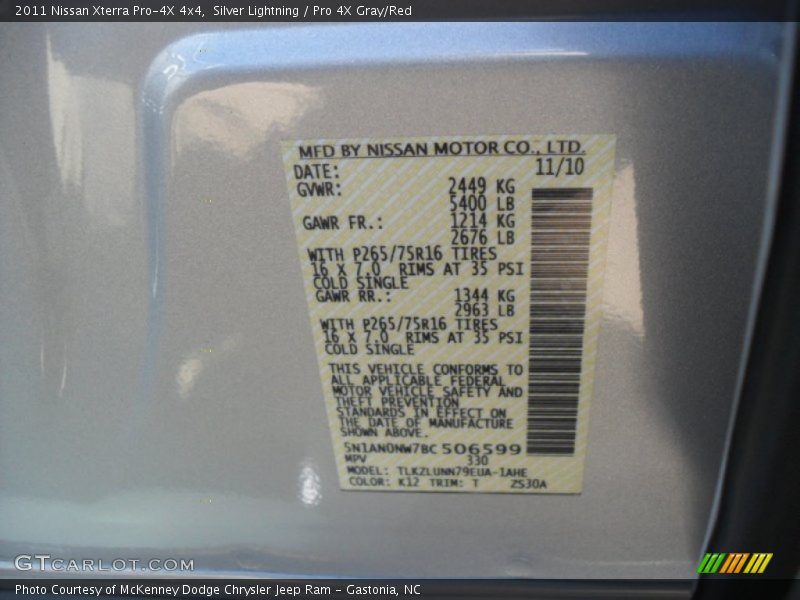 2011 Nissan Xterra Pro-4X 4x4, Silver Lightning / Pro 4X Gray/Red
MFD BY NISSAN MOTOR CO., LTD.
DATE: 11/10
GVWR: 2449 KG
5400 LB
GAWR FR.: 1214 KG
2676 LB
WITH P265/75R16 TIRES
16 X 7.0 RIMS AT 35 PSI
COLD SINGLE
GAWR RR.: 1344 KG
2963 LB
WITH P265/75R16 TIRES
16 X 7.0 RIMS AT 35 PSI
COLD SINGLE
THIS VEHICLE CONFORMS TO
ALL APPLICABLE FEDERAL
MOTOR VEHICLE SAFETY AND
THEFT PREVENTION
STANDARDS IN EFFECT ON
THE DATE OF MANUFACTURE
SHOWN ABOVE.
5N1AN0NW7BC506599
MPV 330
MODEL: TLKZLUNN79EUA-1AHE
COLOR: K12 TRIM: T ZS30A
GTCARLOT.COM
Photo Courtesy of McKenney Dodge Chrysler Jeep Ram - Gastonia, NC